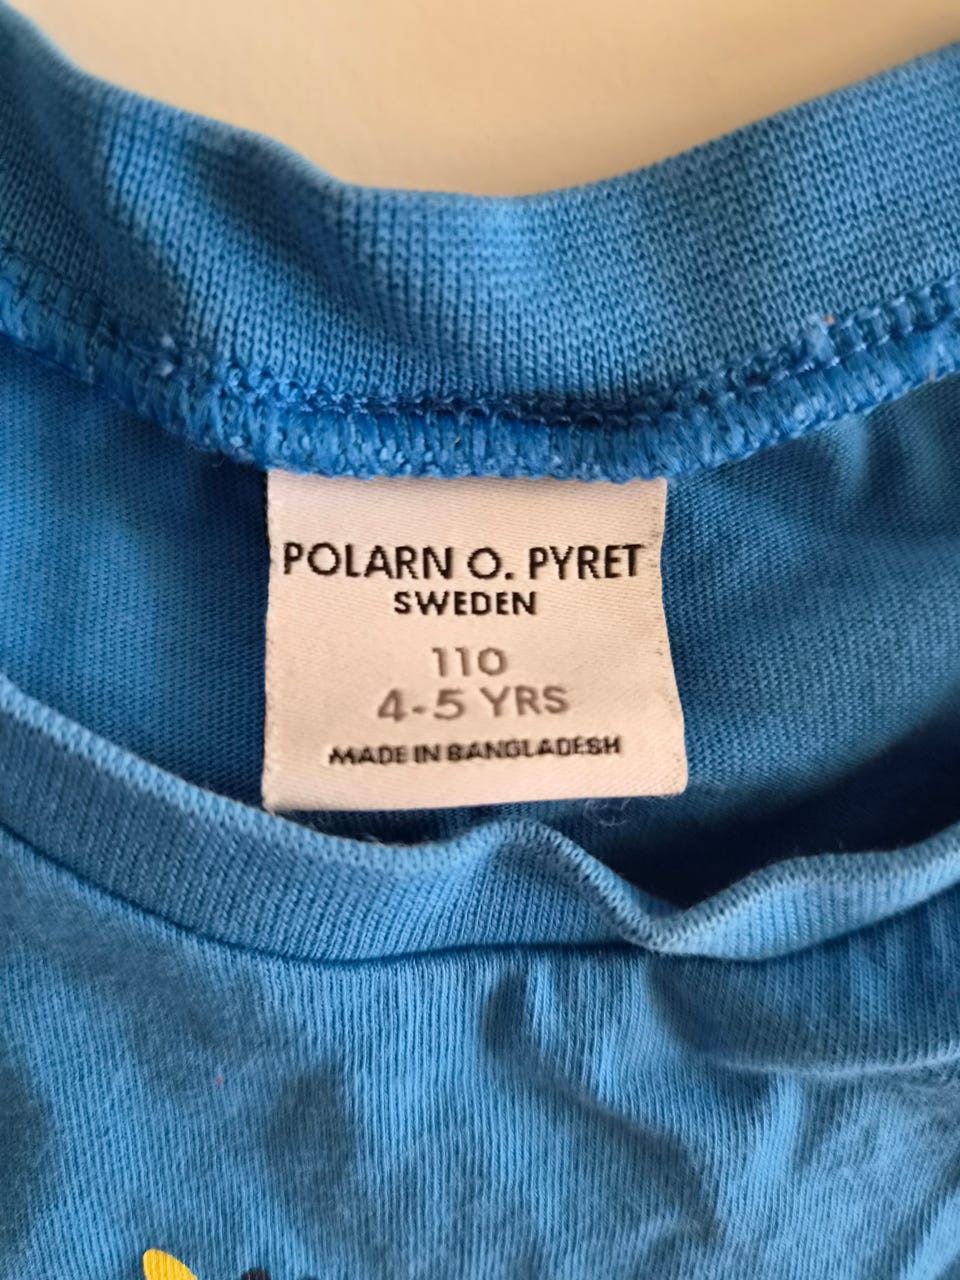 POLARN O. PYRET
SWEDEN
110
4-5 YRS
MADE IN BANGLADESH